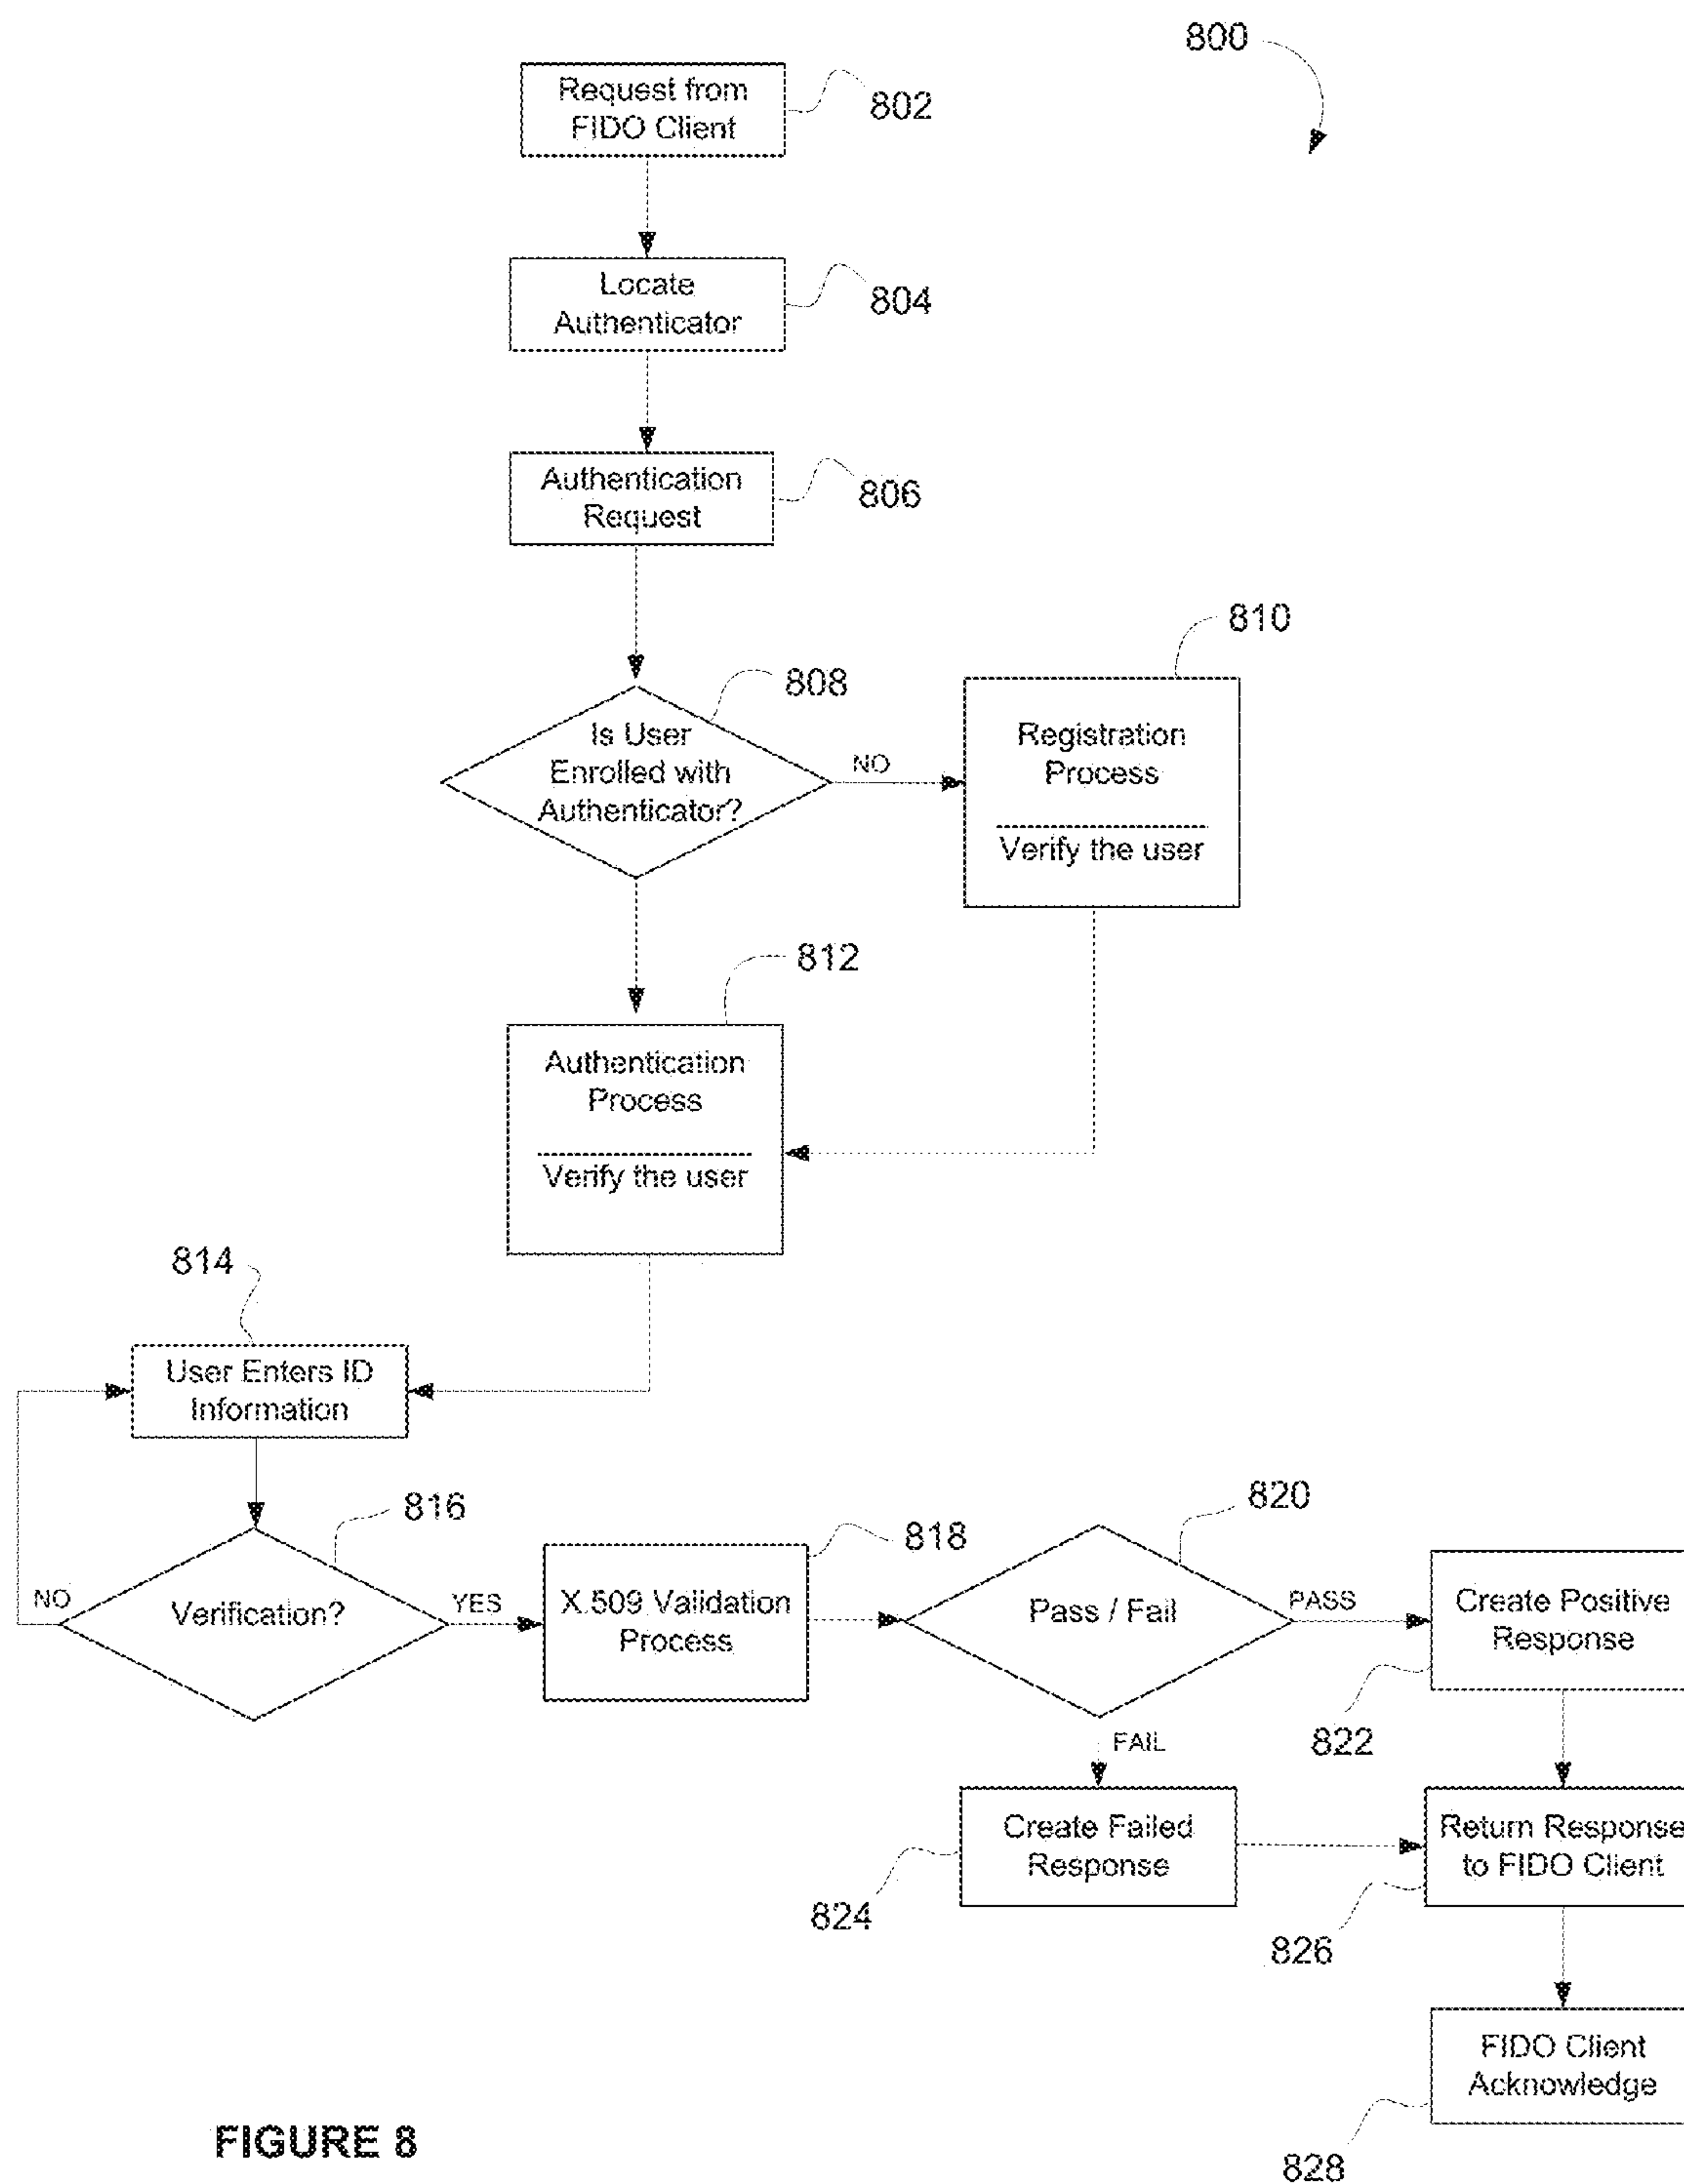 800
Request from
FIDO Client
802
Locate
Authenticator
804
Authentication
Request
806
810
808
Is User
Enrolled with
Authenticator?
NO
Registration
Process
Verify the user
812
Authentication
Process
Verify the user
814
User Enters ID
Information
816
NO
Verification?
YES
818
X.509 Validation
Process
820
Pass / Fail
PASS
Create Positive
Response
822
FAIL
Create Failed
Response
824
Return Response
to FIDO Client
826
FIDO Client
Acknowledge
828
FIGURE 8